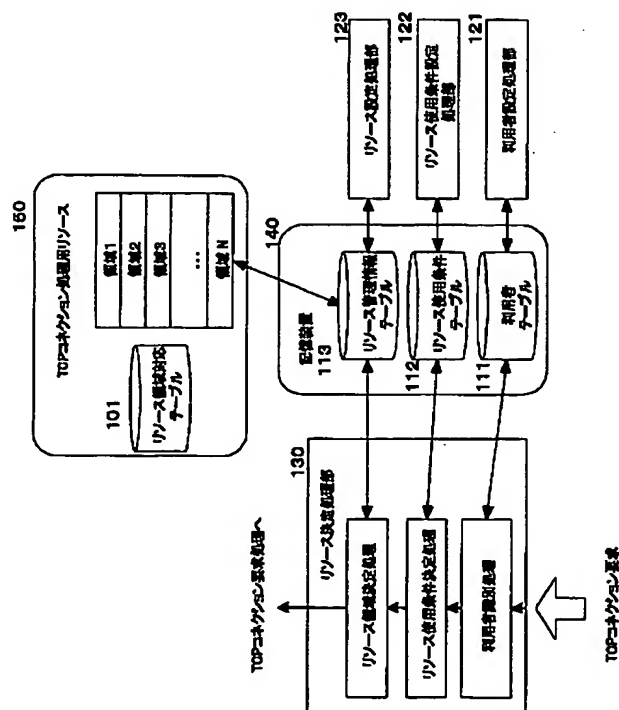 150
TCPコネクション処理用リソース
領域1
領域2
領域3
…
領域N
101
リソース領域対応
テーブル
123
リソース設定処理部
122
リソース使用条件設定
処理部
121
利用者設定処理部
140
記憶装置
113
リソース管理情報
テーブル
112
リソース使用条件
テーブル
111
利用者
テーブル
130
リソース決定処理部
TCPコネクション要求処理へ
リソース領域決定処理
リソース使用条件決定処理
利用者識別処理
TCPコネクション要求